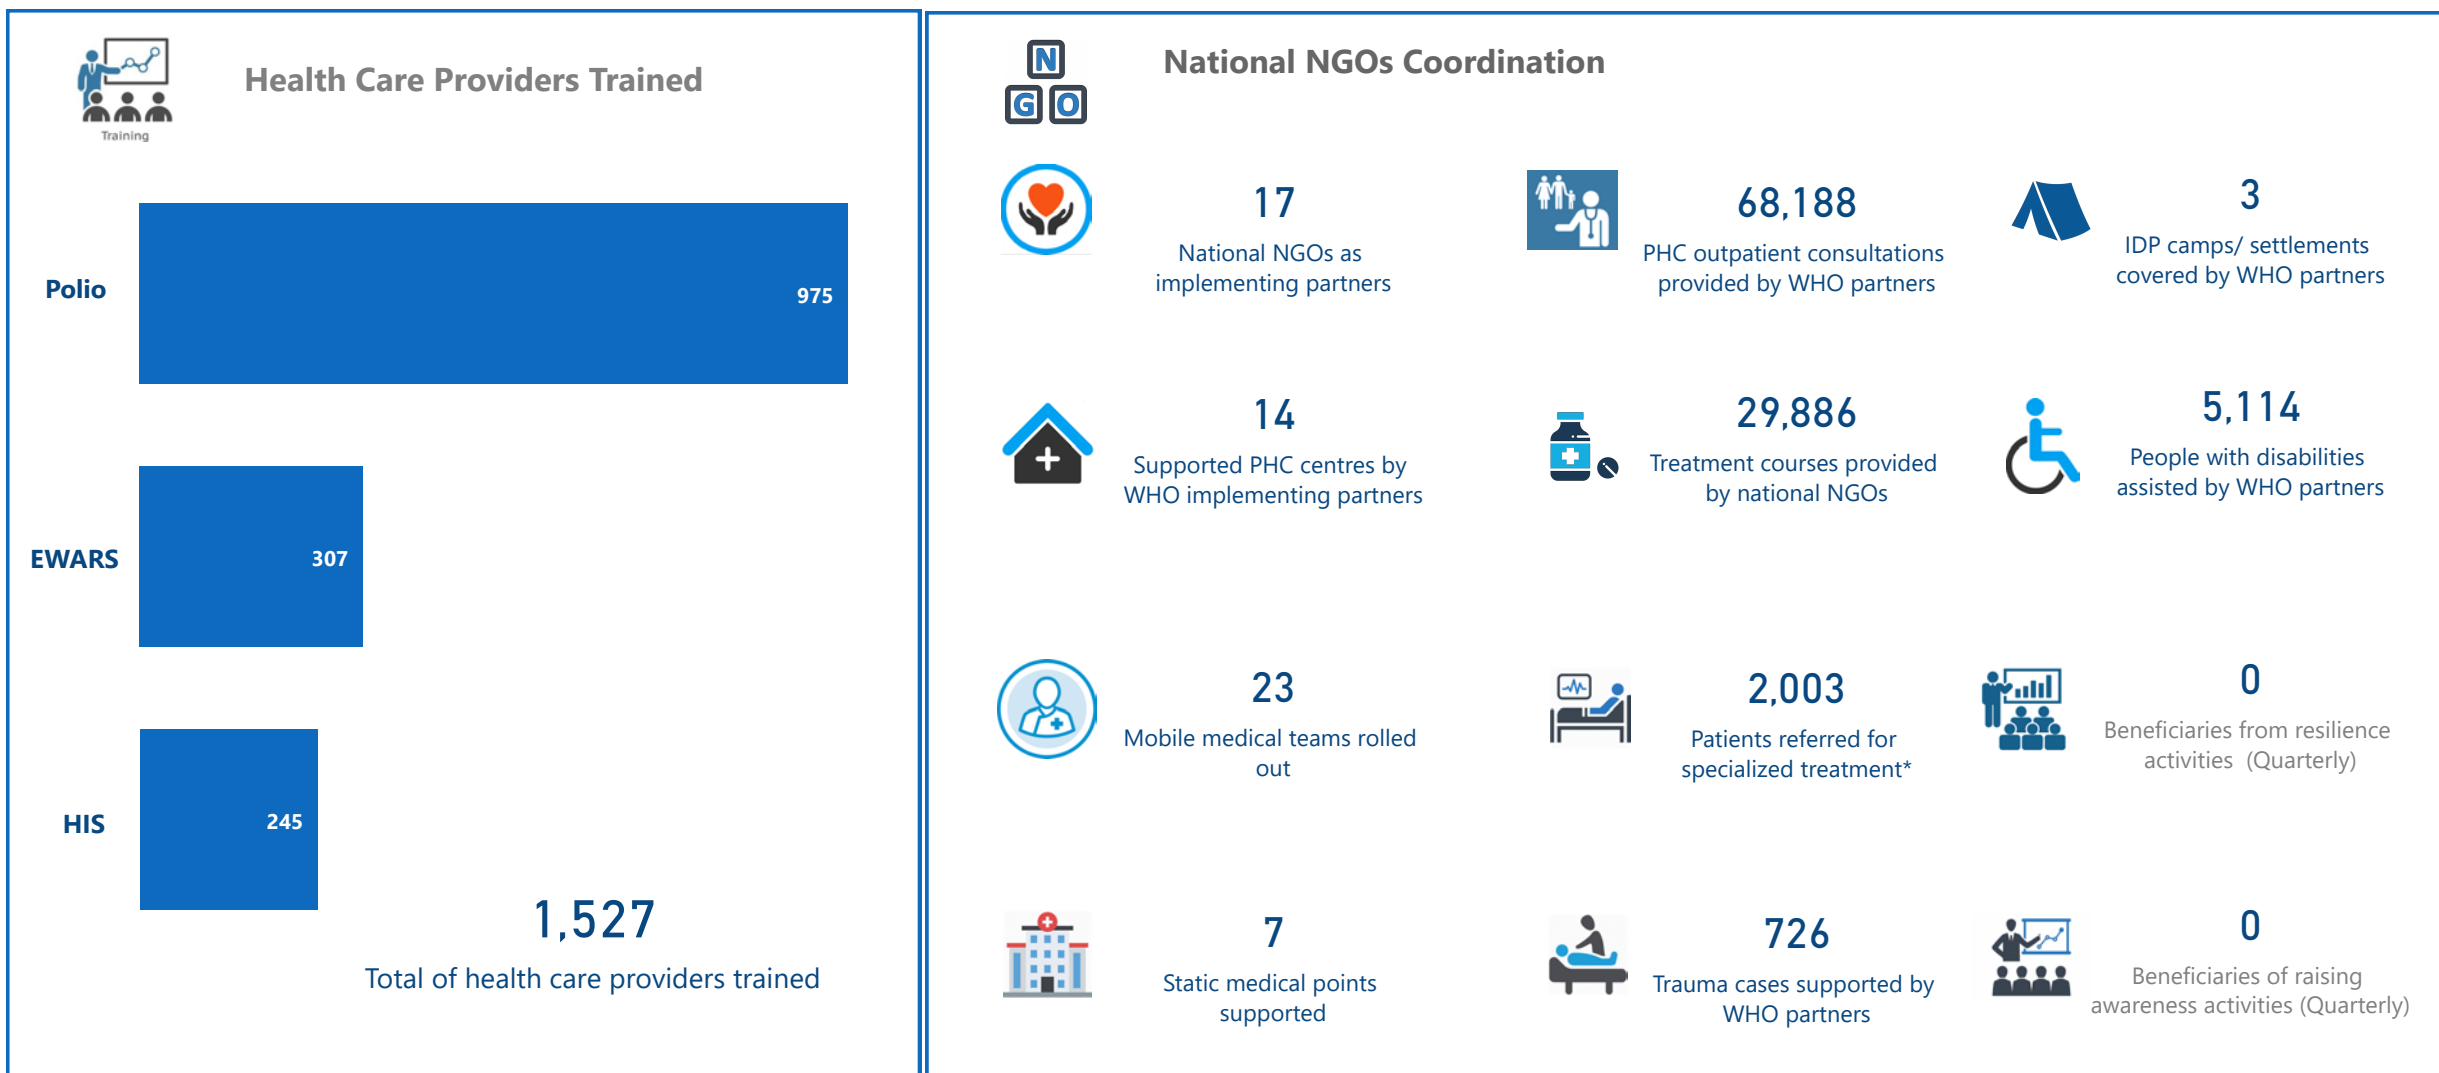 Training
Health Care Providers Trained
Polio
975
EWARS
307
HIS
245
1,527
Total of health care providers trained
N
G O
National NGOs Coordination
17
National NGOs as
implementing partners
68,188
PHC outpatient consultations
provided by WHO partners
3
IDP camps/ settlements
covered by WHO partners
14
Supported PHC centres by
WHO implementing partners
29,886
Treatment courses provided
by national NGOs
5,114
People with disabilities
assisted by WHO partners
23
Mobile medical teams rolled
out
2,003
Patients referred for
specialized treatment*
0
Beneficiaries from resilience
activities (Quarterly)
7
Static medical points
supported
726
Trauma cases supported by
WHO partners
0
Beneficiaries of raising
awareness activities (Quarterly)